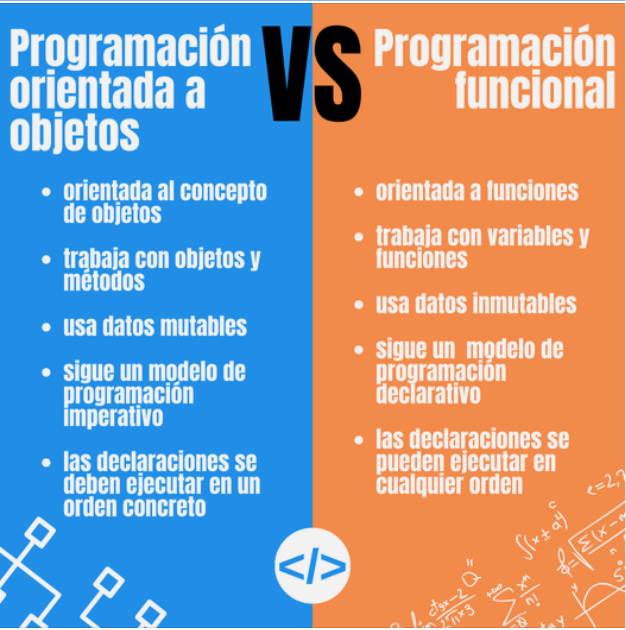 Programación
orientada a
objetos
VS
Programación
funcional
• orientada al concepto
de objetos
• trabaja con objetos y
métodos
• usa datos mutables
• sigue un modelo de
programación
imperativo
• las declaraciones se
deben ejecutar en un
orden concreto
• orientada a funciones
• trabaja con variables y
funciones
• usa datos inmutables
• sigue un  modelo de
programación
declarativo
• las declaraciones se
pueden ejecutar en
cualquier orden
</>